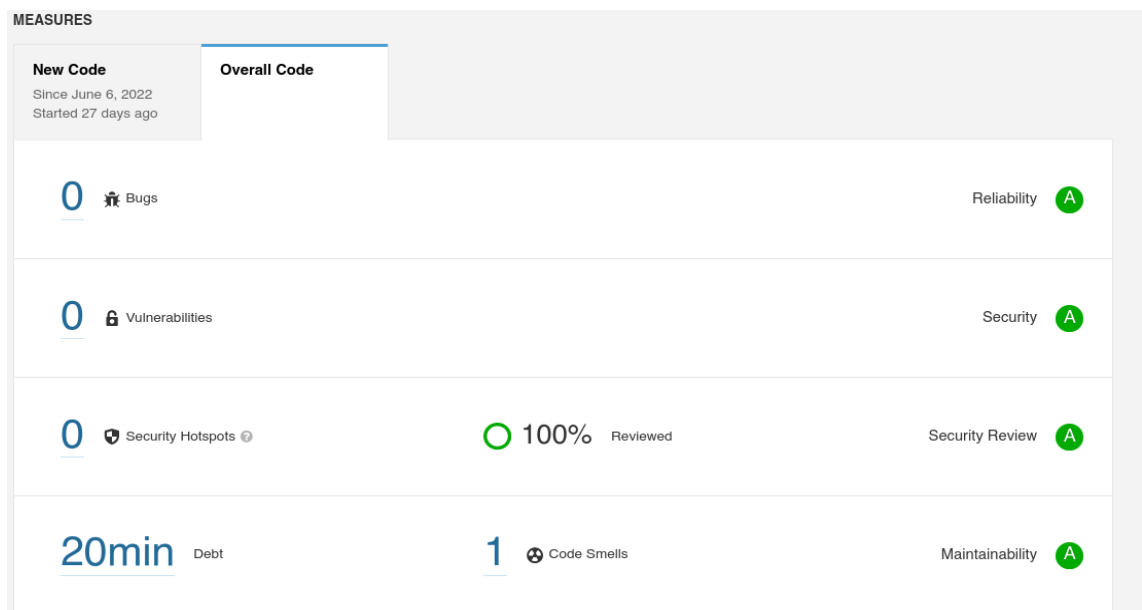 MEASURES
New Code
Since June 6, 2022
Started 27 days ago
Overall Code
0 Bugs Reliability A
0 Vulnerabilities Security A
0 Security Hotspots ? 100% Reviewed Security Review A
20min Debt 1 Code Smells Maintainability A